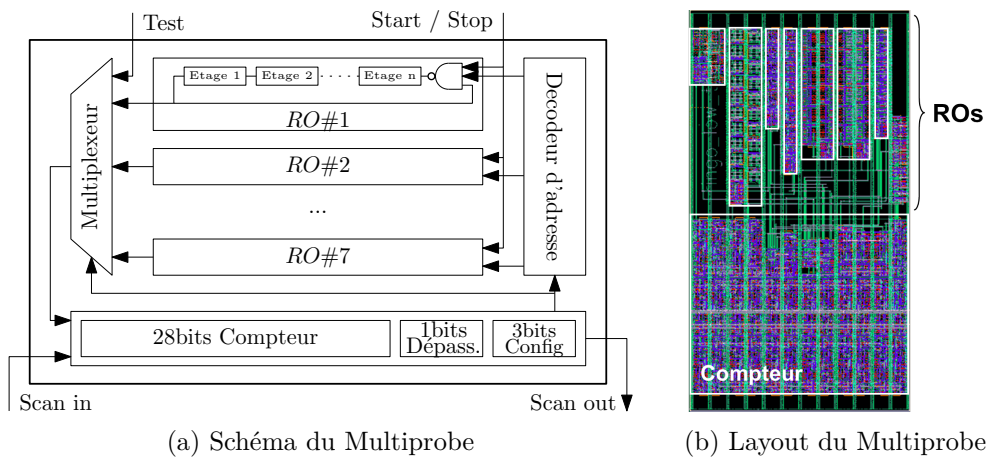 Test
Start / Stop
Multiplexeur
Etage 1
Etage 2
.....
Etage n
RO#1
RO#2
...
RO#7
Decodeur d'adresse
28bits Compteur
1bits
Dépass.
3bits
Config
Scan in
Scan out
(a) Schéma du Multiprobe
ROs
Compteur
(b) Layout du Multiprobe